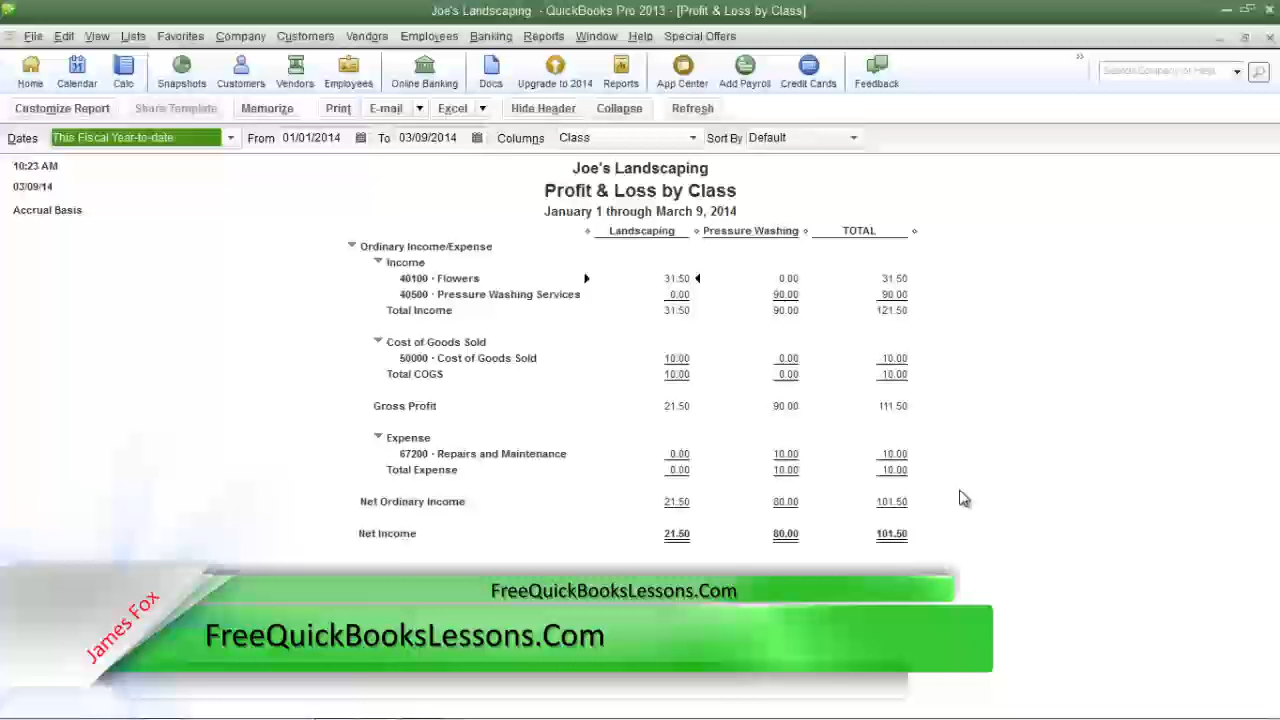 Joe's Landscaping - QuickBooks Pro 2013 - [Profit & Loss by Class]
File Edit View Lists Favorites Company Customers Vendors Employees Banking Reports Window Help Special Offers
Home Calendar Calc Snapshots Customers Vendors Employees Online Banking Docs Upgrade to 2014 Reports App Center Add Payroll Credit Cards Feedback Search Company or Help
Customize Report Share Template Memorize Print E-mail Excel Hide Header Collapse Refresh
Dates This Fiscal Year-to-date From 01/01/2014 To 03/09/2014 Columns Class Sort By Default
10:23 AM
03/09/14
Accrual Basis
Joe's Landscaping
Profit & Loss by Class
January 1 through March 9, 2014
Landscaping Pressure Washing TOTAL
Ordinary Income/Expense
Income
40100 · Flowers 31.50 0.00 31.50
40500 · Pressure Washing Services 0.00 90.00 90.00
Total Income 31.50 90.00 121.50
Cost of Goods Sold
50000 · Cost of Goods Sold 10.00 0.00 10.00
Total COGS 10.00 0.00 10.00
Gross Profit 21.50 90.00 111.50
Expense
67200 · Repairs and Maintenance 0.00 10.00 10.00
Total Expense 0.00 10.00 10.00
Net Ordinary Income 21.50 80.00 101.50
Net Income 21.50 80.00 101.50
FreeQuickBooksLessons.Com
James Fox
FreeQuickBooksLessons.Com